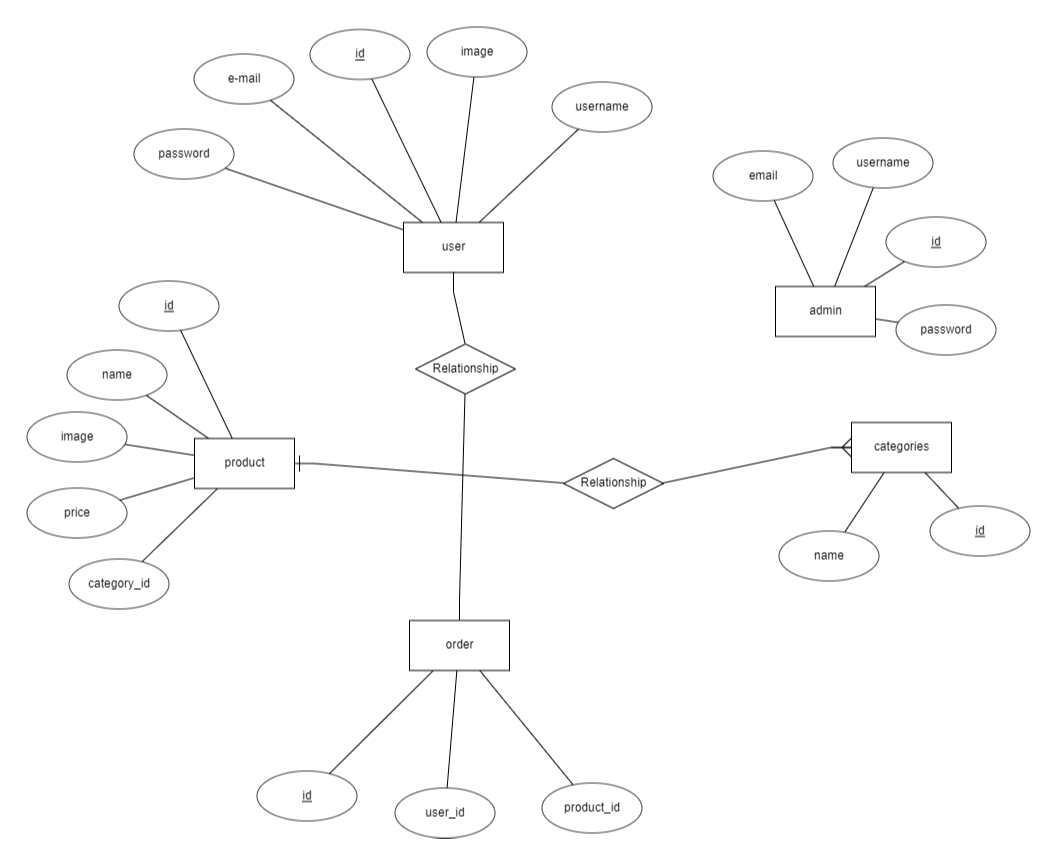 id
image
e-mail
username
password
user
email
username
id
admin
password
id
name
image
product
price
category_id
Relationship
Relationship
categories
name
id
order
id
user_id
product_id